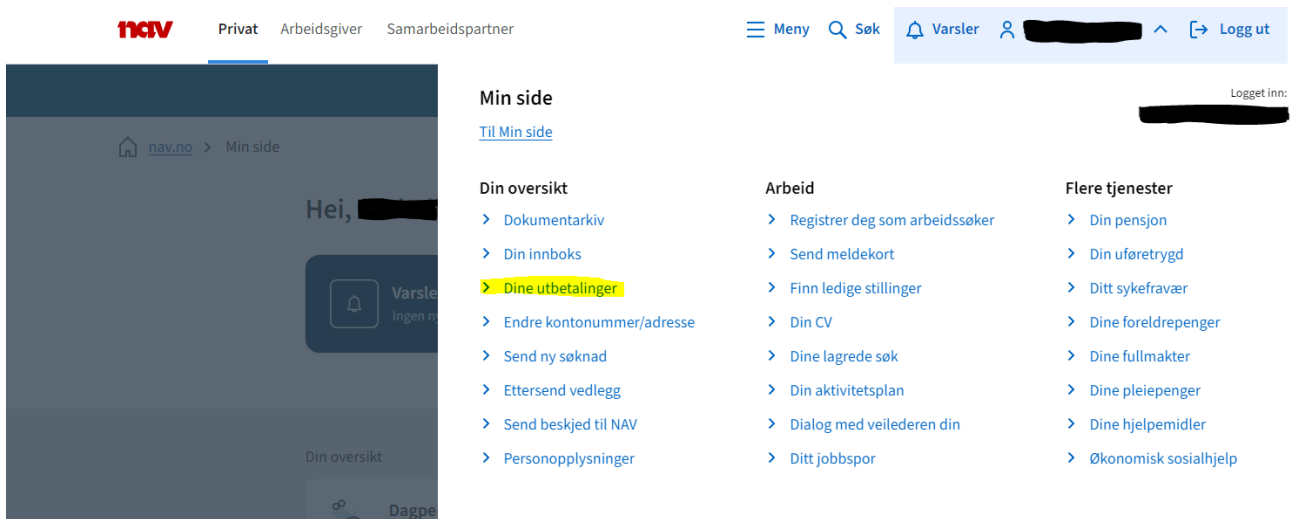 nav Privat Arbeidsgiver Samarbeidspartner Meny Søk Varsler Logg ut
Min side
Logget inn:
Til Min side
nav.no > Min side
Hei,
Varsle
Ingen ny
Din oversikt
Dokumentarkiv
Din innboks
Dine utbetalinger
Endre kontonummer/adresse
Send ny søknad
Ettersend vedlegg
Send beskjed til NAV
Personopplysninger
Arbeid
Registrer deg som arbeidssøker
Send meldekort
Finn ledige stillinger
Din CV
Dine lagrede søk
Din aktivitetsplan
Dialog med veilederen din
Ditt jobbspor
Flere tjenester
Din pensjon
Din uføretrygd
Ditt sykefravær
Dine foreldrepenger
Dine fullmakter
Dine pleiepenger
Dine hjelpemidler
Økonomisk sosialhjelp
Din oversikt
Dagpe